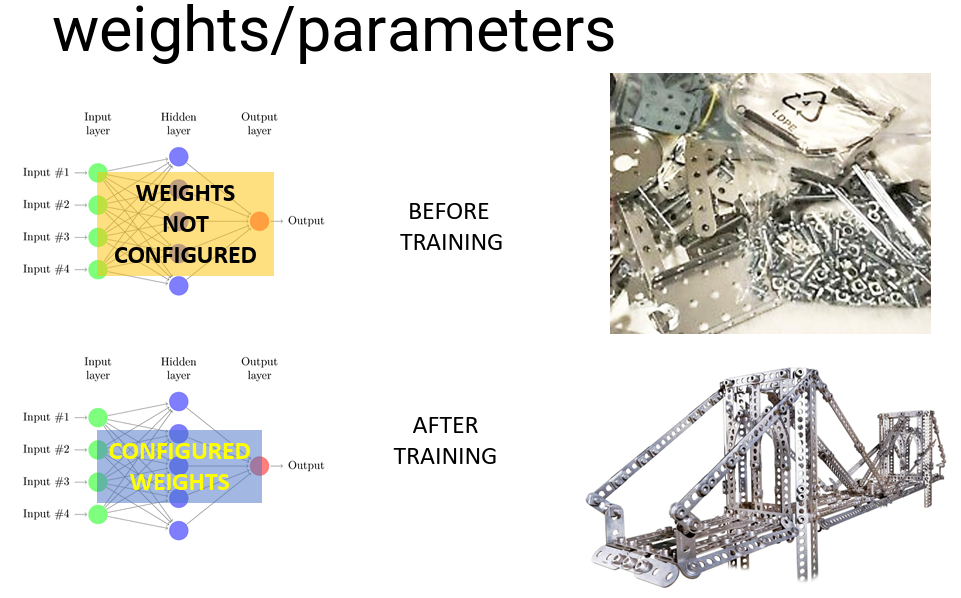 weights/parameters
Input
layer
Hidden
layer
Output
layer
Input #1
Input #2
Input #3
Input #4
WEIGHTS
NOT
CONFIGURED
Output
BEFORE
TRAINING
4
LDPE
Input
layer
Hidden
layer
Output
layer
Input #1
Input #2
Input #3
Input #4
CONFIGURED
WEIGHTS
Output
AFTER
TRAINING